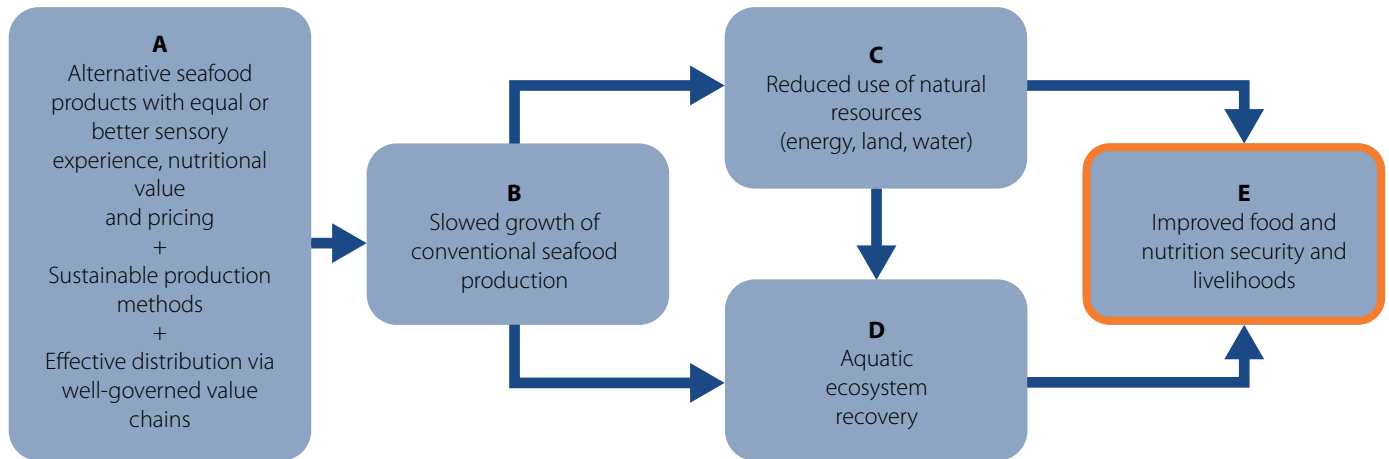 A
Alternative seafood
products with equal or
better sensory
experience, nutritional
value
and pricing
+
Sustainable production
methods
+
Effective distribution via
well-governed value
chains
B
Slowed growth of
conventional seafood
production
C
Reduced use of natural
resources
(energy, land, water)
D
Aquatic
ecosystem
recovery
E
Improved food and
nutrition security and
livelihoods